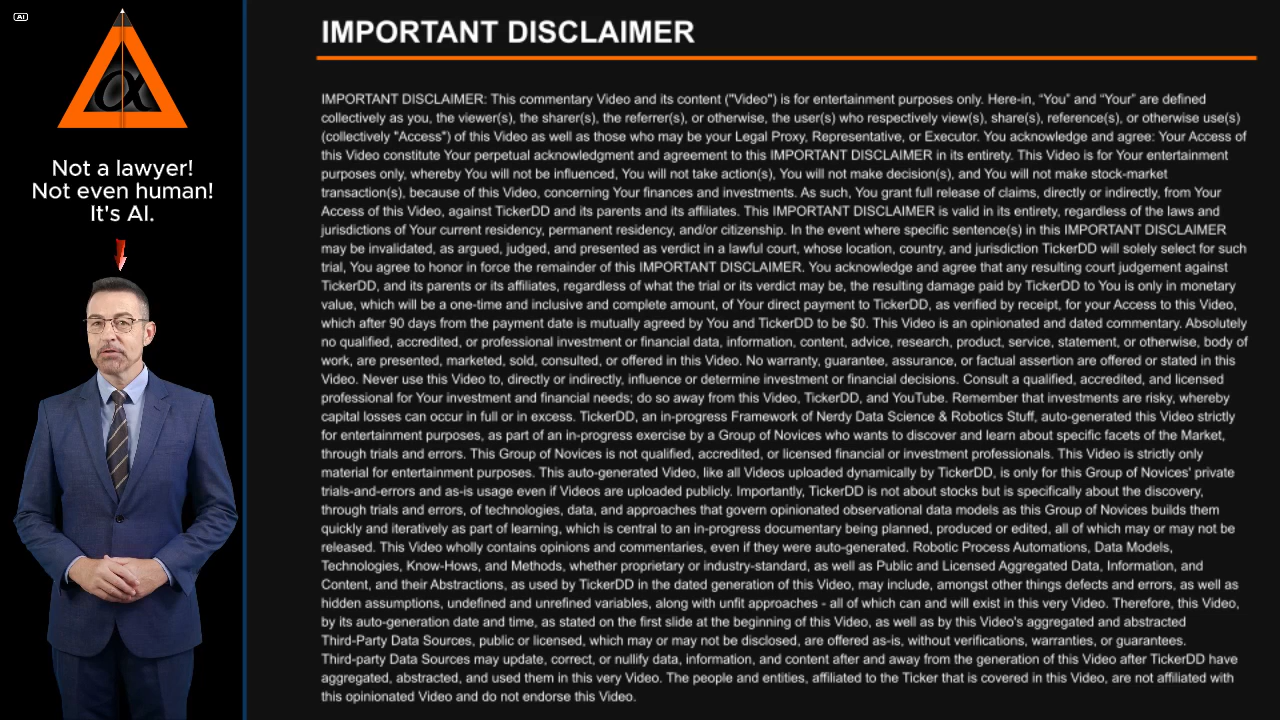 AI
α
Not a lawyer!
Not even human!
It's AI.
IMPORTANT DISCLAIMER
IMPORTANT DISCLAIMER: This commentary Video and its content ("Video") is for entertainment purposes only. Here-in, “You” and “Your” are defined
collectively as you, the viewer(s), the sharer(s), the referrer(s), or otherwise, the user(s) who respectively view(s), share(s), reference(s), or otherwise use(s)
(collectively "Access") of this Video as well as those who may be your Legal Proxy, Representative, or Executor. You acknowledge and agree: Your Access of
this Video constitute Your perpetual acknowledgment and agreement to this IMPORTANT DISCLAIMER in its entirety. This Video is for Your entertainment
purposes only, whereby You will not be influenced, You will not take action(s), You will not make decision(s), and You will not make stock-market
transaction(s), because of this Video, concerning Your finances and investments. As such, You grant full release of claims, directly or indirectly, from Your
Access of this Video, against TickerDD and its parents and its affiliates. This IMPORTANT DISCLAIMER is valid in its entirety, regardless of the laws and
jurisdictions of Your current residency, permanent residency, and/or citizenship. In the event where specific sentence(s) in this IMPORTANT DISCLAIMER
may be invalidated, as argued, judged, and presented as verdict in a lawful court, whose location, country, and jurisdiction TickerDD will solely select for such
trial, You agree to honor in force the remainder of this IMPORTANT DISCLAIMER. You acknowledge and agree that any resulting court judgement against
TickerDD, and its parents or its affiliates, regardless of what the trial or its verdict may be, the resulting damage paid by TickerDD to You is only in monetary
value, which will be a one-time and inclusive and complete amount, of Your direct payment to TickerDD, as verified by receipt, for your Access to this Video,
which after 90 days from the payment date is mutually agreed by You and TickerDD to be $0. This Video is an opinionated and dated commentary. Absolutely
no qualified, accredited, or professional investment or financial data, information, content, advice, research, product, service, statement, or otherwise, body of
work, are presented, marketed, sold, consulted, or offered in this Video. No warranty, guarantee, assurance, or factual assertion are offered or stated in this
Video. Never use this Video to, directly or indirectly, influence or determine investment or financial decisions. Consult a qualified, accredited, and licensed
professional for Your investment and financial needs; do so away from this Video, TickerDD, and YouTube. Remember that investments are risky, whereby
capital losses can occur in full or in excess. TickerDD, an in-progress Framework of Nerdy Data Science & Robotics Stuff, auto-generated this Video strictly
for entertainment purposes, as part of an in-progress exercise by a Group of Novices who wants to discover and learn about specific facets of the Market,
through trials and errors. This Group of Novices is not qualified, accredited, or licensed financial or investment professionals. This Video is strictly only
material for entertainment purposes. This auto-generated Video, like all Videos uploaded dynamically by TickerDD, is only for this Group of Novices' private
trials-and-errors and as-is usage even if Videos are uploaded publicly. Importantly, TickerDD is not about stocks but is specifically about the discovery,
through trials and errors, of technologies, data, and approaches that govern opinionated observational data models as this Group of Novices builds them
quickly and iteratively as part of learning, which is central to an in-progress documentary being planned, produced or edited, all of which may or may not be
released. This Video wholly contains opinions and commentaries, even if they were auto-generated. Robotic Process Automations, Data Models,
Technologies, Know-Hows, and Methods, whether proprietary or industry-standard, as well as Public and Licensed Aggregated Data, Information, and
Content, and their Abstractions, as used by TickerDD in the dated generation of this Video, may include, amongst other things defects and errors, as well as
hidden assumptions, undefined and unrefined variables, along with unfit approaches - all of which can and will exist in this very Video. Therefore, this Video,
by its auto-generation date and time, as stated on the first slide at the beginning of this Video, as well as by this Video's aggregated and abstracted
Third-Party Data Sources, public or licensed, which may or may not be disclosed, are offered as-is, without verifications, warranties, or guarantees.
Third-party Data Sources may update, correct, or nullify data, information, and content after and away from the generation of this Video after TickerDD have
aggregated, abstracted, and used them in this very Video. The people and entities, affiliated to the Ticker that is covered in this Video, are not affiliated with
this opinionated Video and do not endorse this Video.